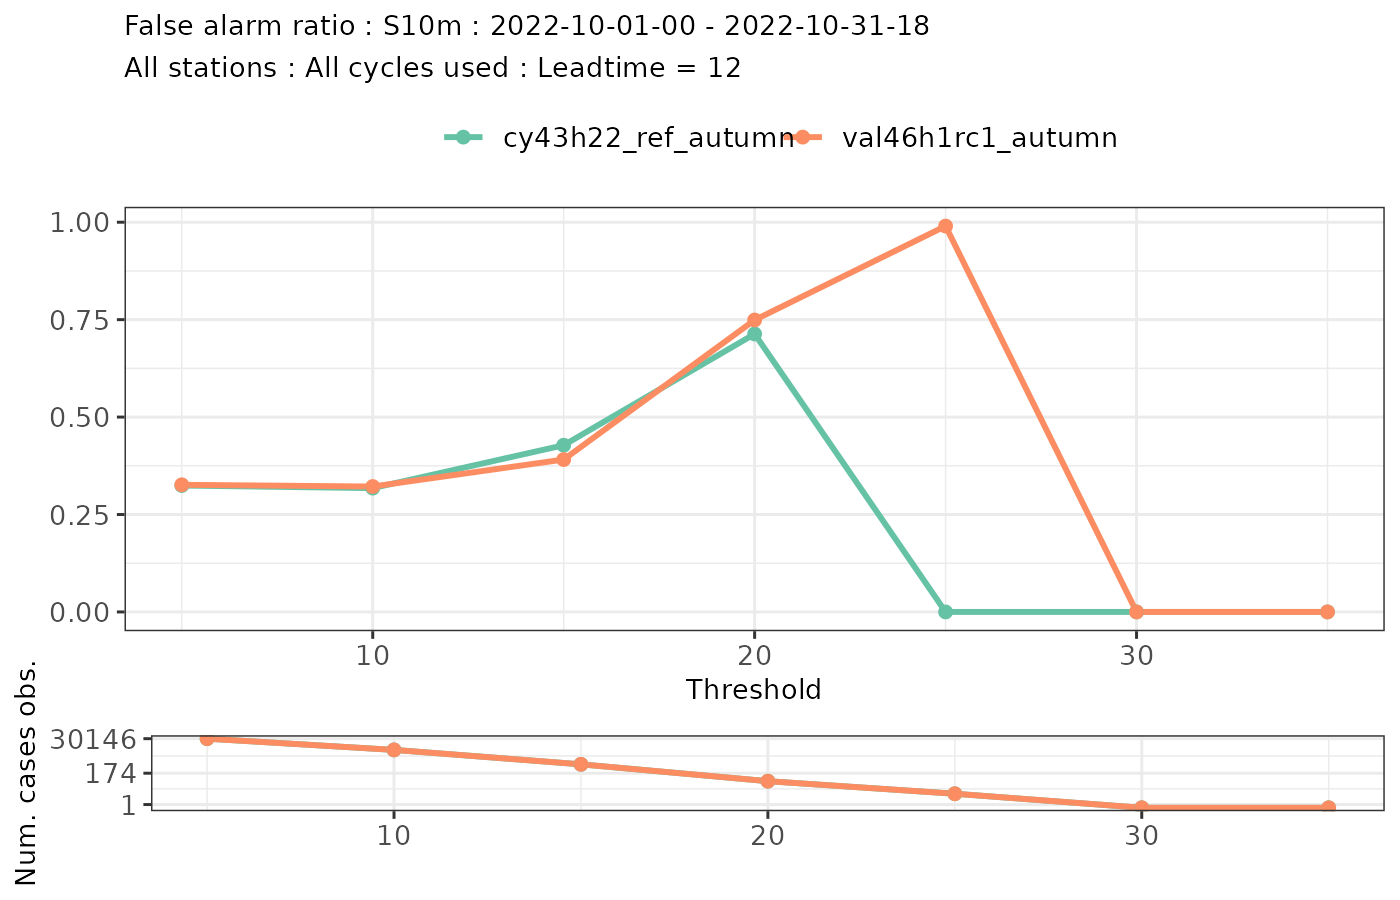 False alarm ratio : S10m : 2022-10-01-00 - 2022-10-31-18
All stations : All cycles used : Leadtime = 12
cy43h22_ref_autumn val46h1rc1_autumn
1.00
0.75
0.50
0.25
0.00
10 20 30
Threshold
Num. cases obs.
30146
174
1
10 20 30